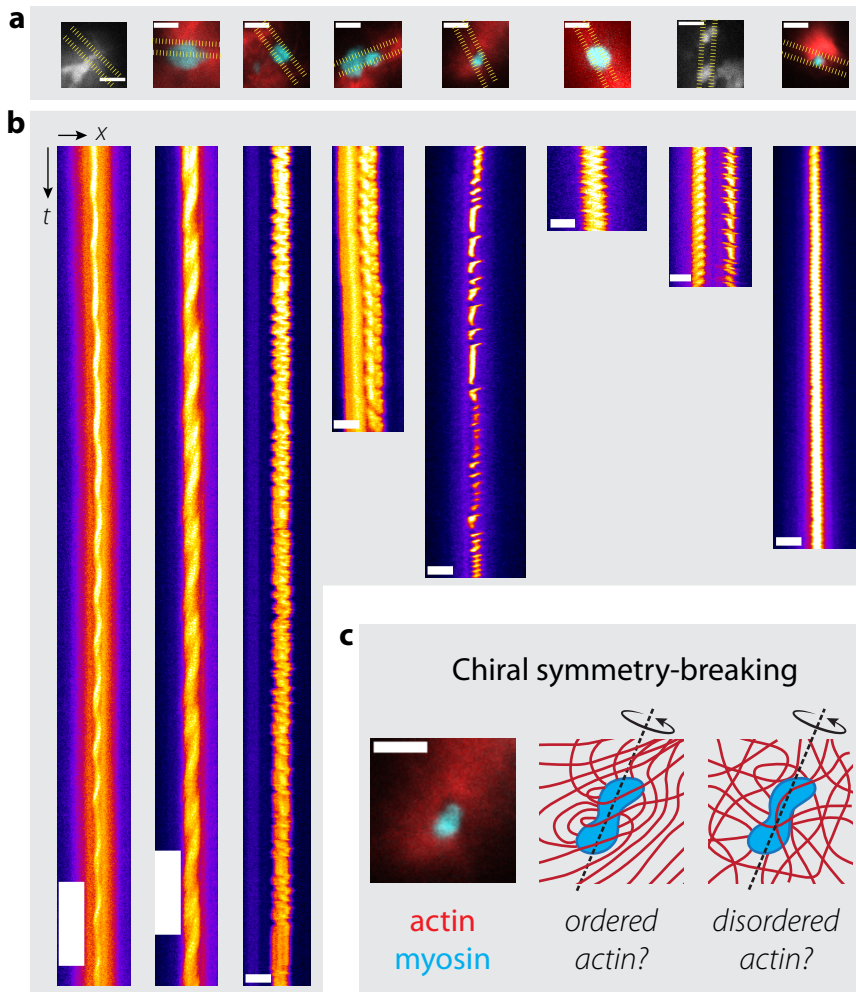 a
b
x
t
c
Chiral symmetry-breaking
actin
myosin
ordered
actin?
disordered
actin?